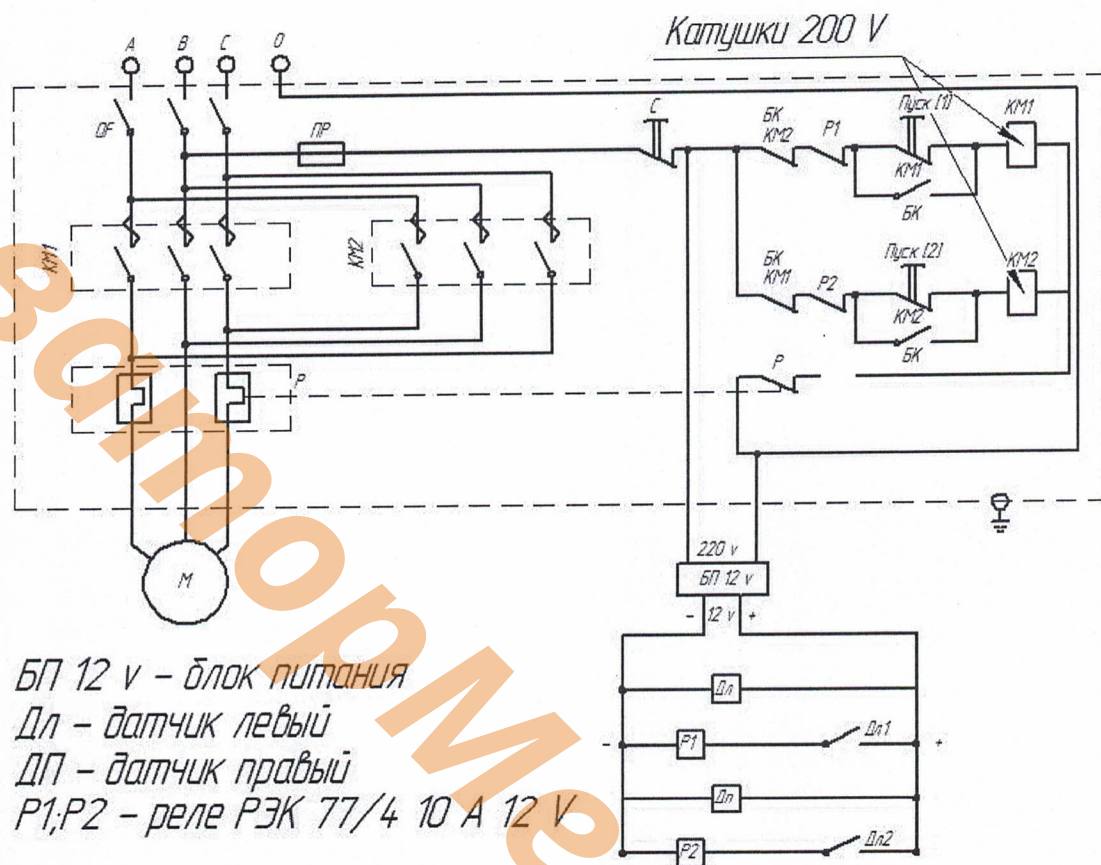 Катушки 200 V
A B C 0
QF
ПР
С
БК
КМ2
Р1
Пуск (1)
КМ1
КМ1
БК
КМ1
КМ2
БК
КМ1
Р2
Пуск (2)
КМ2
КМ2
БК
Р
Р
М
220 v
БП 12 v
- 12 v +
Дл
- Р1 Дл1 +
Дп
Р2 Дл2
БП 12 v - блок питания
Дл - датчик левый
ДП - датчик правый
Р1;Р2 - реле РЭК 77/4 10 А 12 V
заторМе